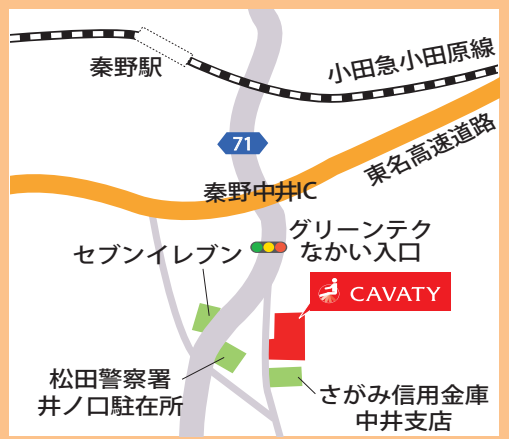 小田急小田原線
秦野駅
71
東名高速道路
秦野中井IC
グリーンテク
なかい入口
セブンイレブン
CAVATY
松田警察署
井ノ口駐在所
さがみ信用金庫
中井支店